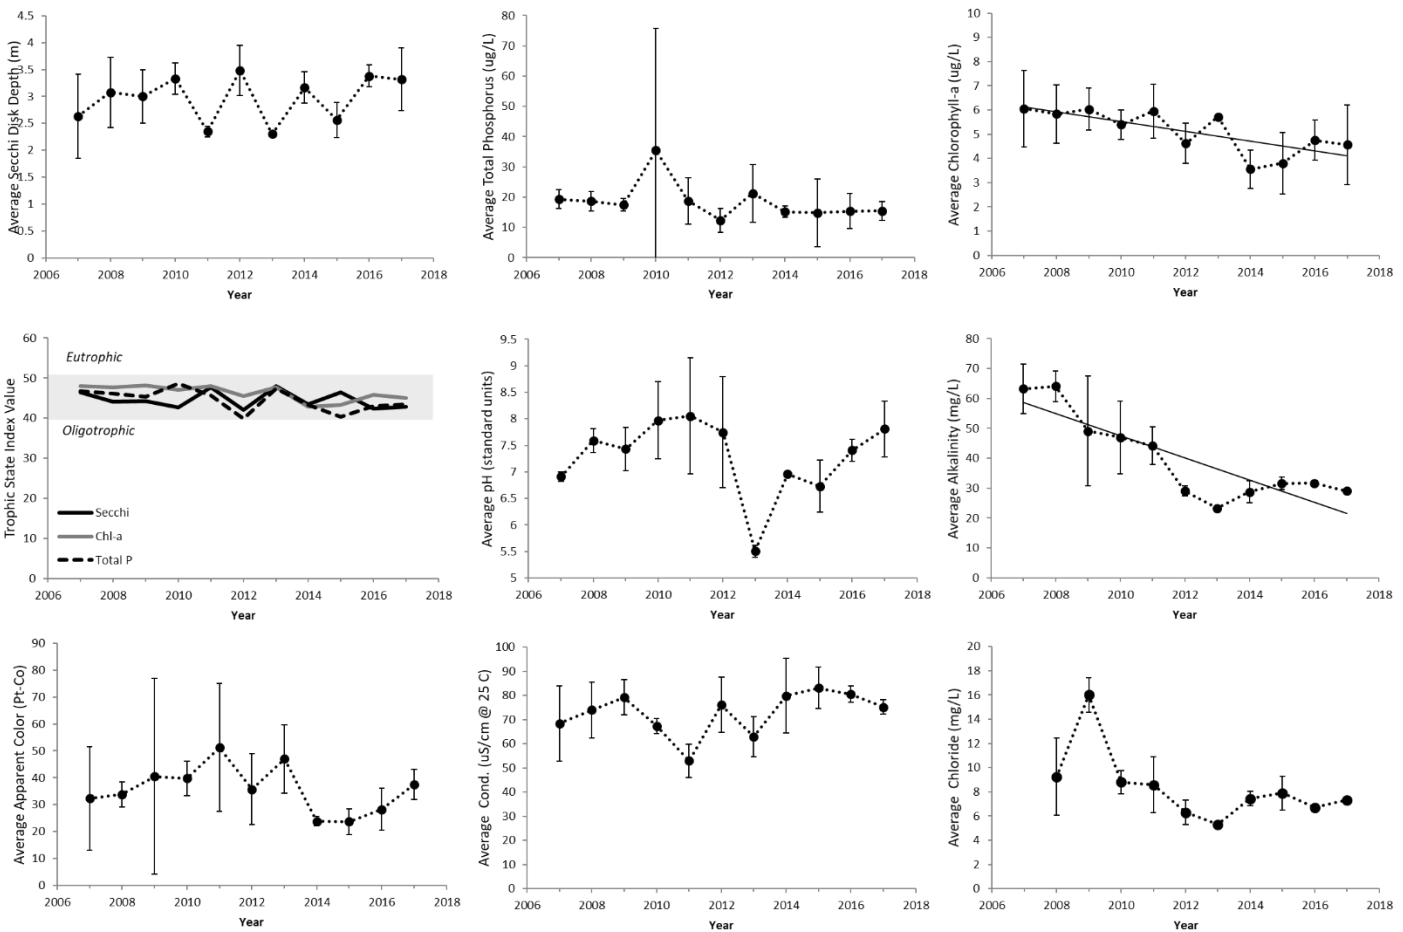 Average Secchi Disk Depth (m)
4.5
4
3.5
3
2.5
2
1.5
1
0.5
0
2006 2008 2010 2012 2014 2016 2018
Year
Average Total Phosphorus (ug/L)
80
70
60
50
40
30
20
10
0
2006 2008 2010 2012 2014 2016 2018
Year
Average Chlorophyll-a (ug/L)
10
9
8
7
6
5
4
3
2
1
0
2006 2008 2010 2012 2014 2016 2018
Year
Trophic State Index Value
60
50
40
30
20
10
0
Eutrophic
Oligotrophic
Secchi
Chl-a
Total P
2006 2008 2010 2012 2014 2016 2018
Year
Average pH (standard units)
9.5
9
8.5
8
7.5
7
6.5
6
5.5
5
2006 2008 2010 2012 2014 2016 2018
Year
Average Alkalinity (mg/L)
80
70
60
50
40
30
20
10
0
2006 2008 2010 2012 2014 2016 2018
Year
Average Apparent Color (Pt-Co)
90
80
70
60
50
40
30
20
10
0
2006 2008 2010 2012 2014 2016 2018
Year
Average Cond. (uS/cm @ 25 C)
100
90
80
70
60
50
40
30
20
10
0
2006 2008 2010 2012 2014 2016 2018
Year
Average Chloride (mg/L)
20
18
16
14
12
10
8
6
4
2
0
2006 2008 2010 2012 2014 2016 2018
Year